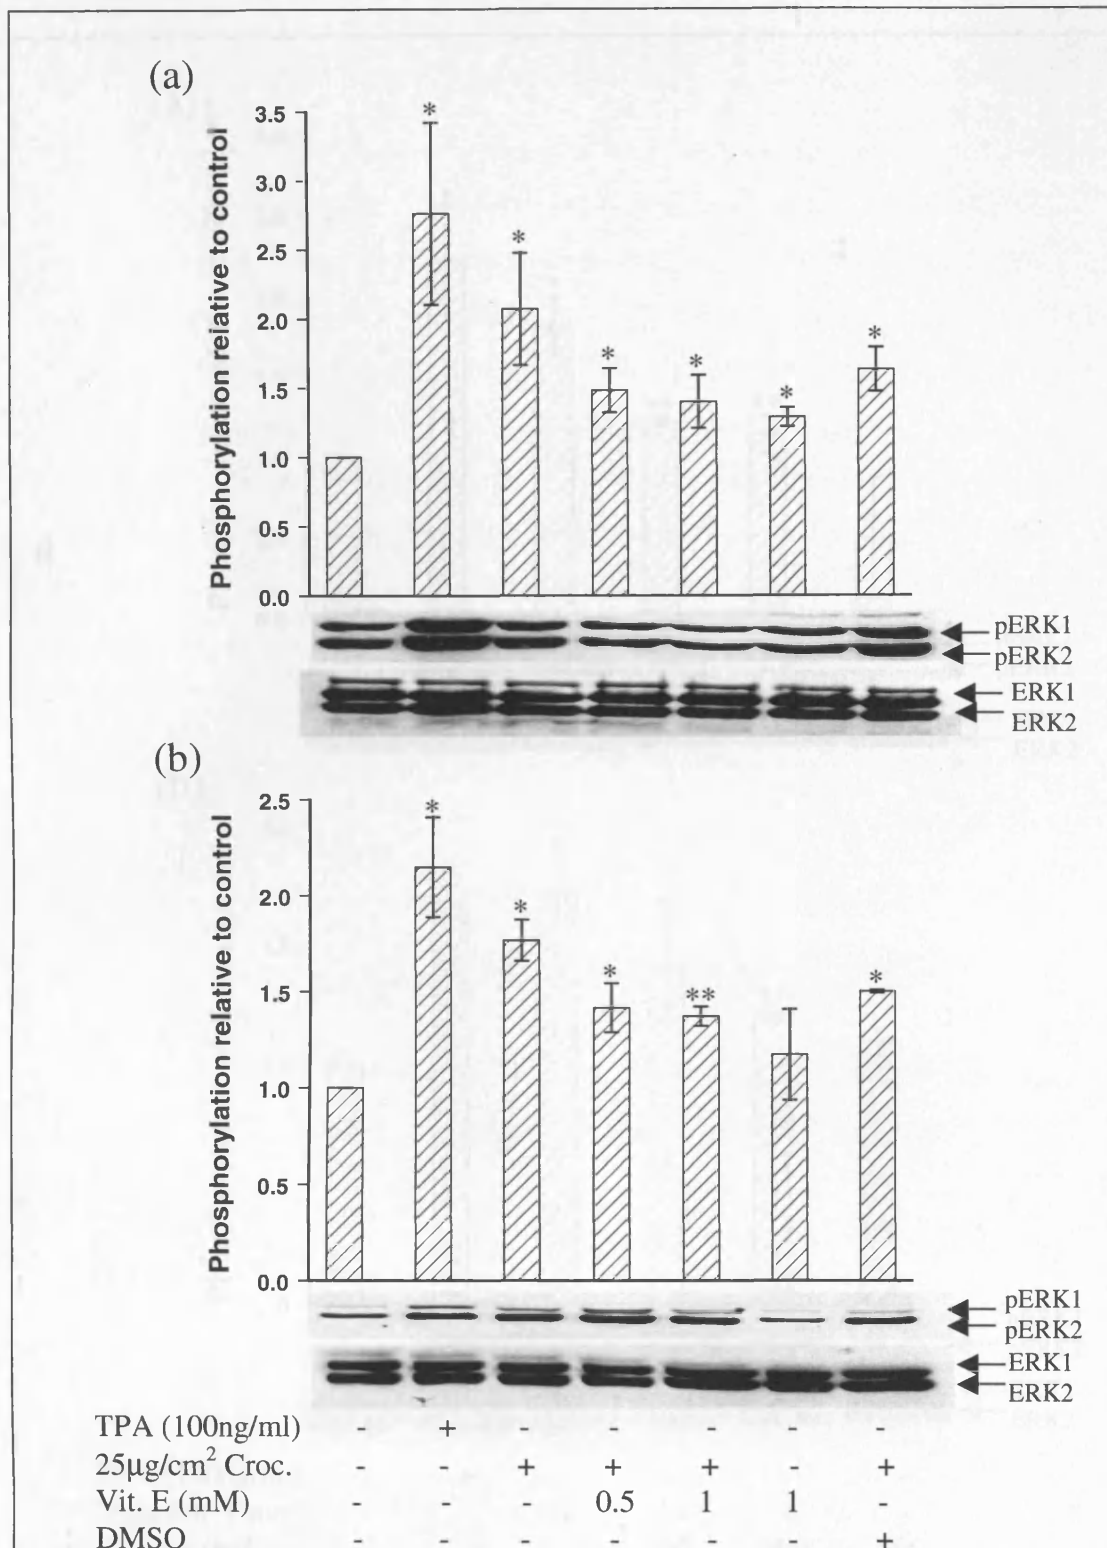 (a)
Phosphorylation relative to control
3.5
3.0
2.5
2.0
1.5
1.0
0.5
0.0
*
*
*
*
*
*
pERK1
pERK2
ERK1
ERK2
(b)
Phosphorylation relative to control
2.5
2.0
1.5
1.0
0.5
0.0
*
*
*
**
*
pERK1
pERK2
ERK1
ERK2
TPA (100ng/ml) - + - - - - -
25µg/cm² Croc. - - + + + - +
Vit. E (mM) - - - 0.5 1 1 -
DMSO - - - - - - +